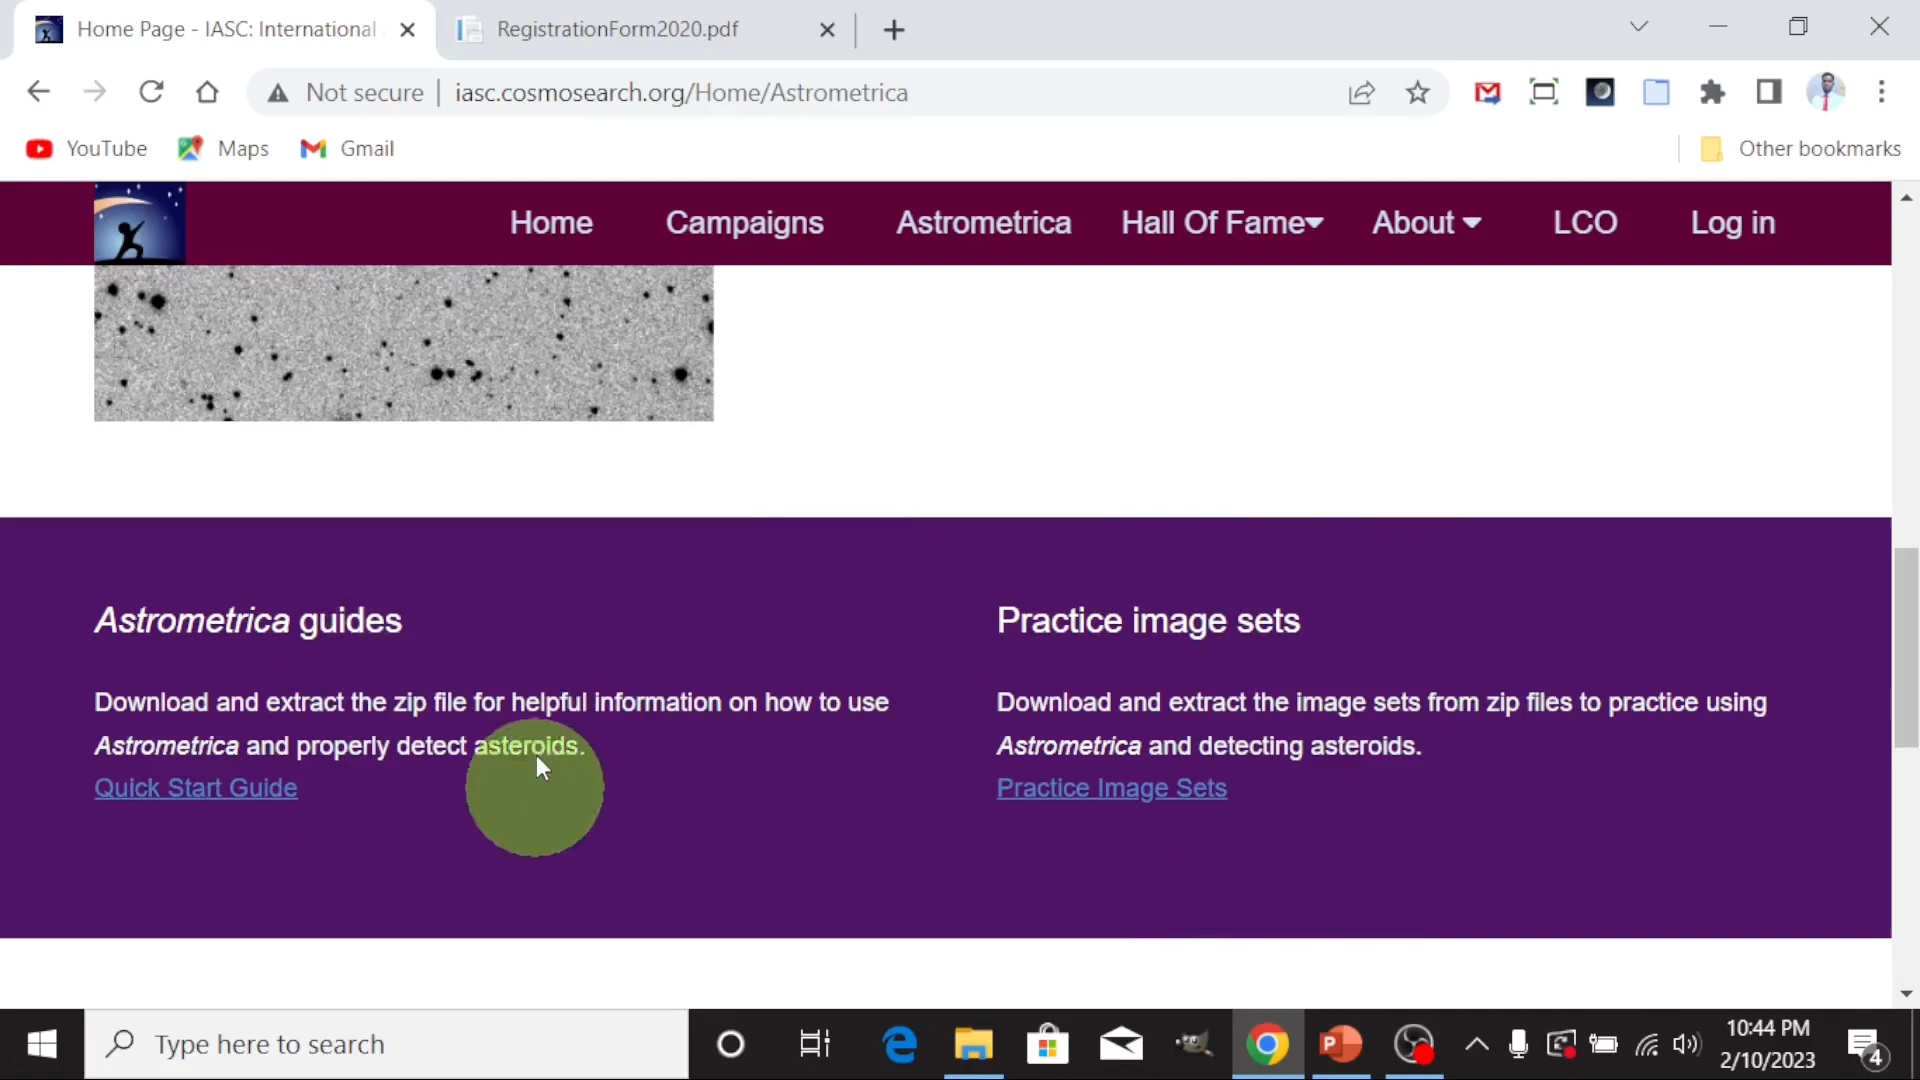 Home Page - IASC: International
RegistrationForm2020.pdf
Not secure
iasc.cosmosearch.org/Home/Astrometrica
YouTube
Maps
Gmail
Other bookmarks
Home
Campaigns
Astrometrica
Hall Of Fame
About
LCO
Log in
Astrometrica guides
Download and extract the zip file for helpful information on how to use
Astrometrica and properly detect asteroids.
Quick Start Guide
Practice image sets
Download and extract the image sets from zip files to practice using
Astrometrica and detecting asteroids.
Practice Image Sets
Type here to search
10:44 PM
2/10/2023
4